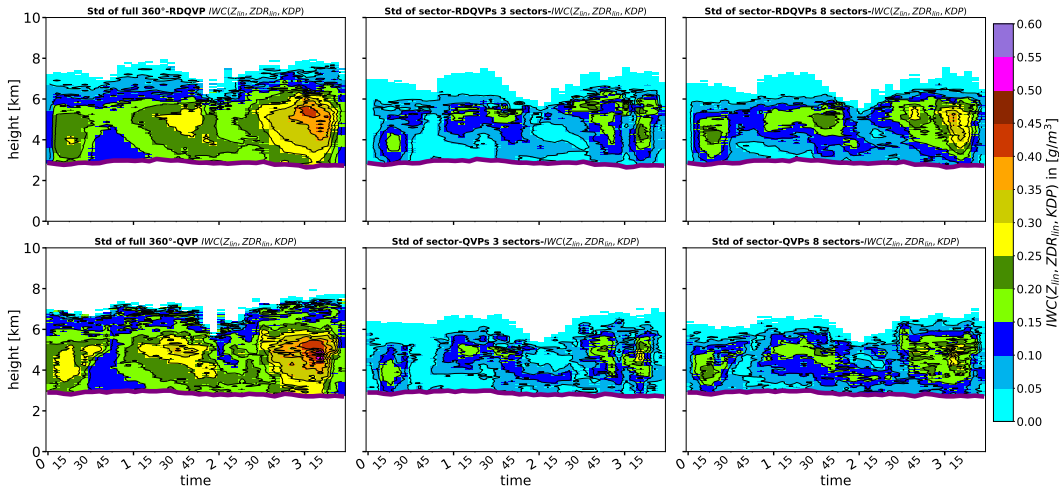 Std of full 360°-RDQVP IWC(Z_lin, ZDR_lin, KDP)
Std of sector-RDQVPs 3 sectors-IWC(Z_lin, ZDR_lin, KDP)
Std of sector-RDQVPs 8 sectors-IWC(Z_lin, ZDR_lin, KDP)
10
8
6
4
2
0
height [km]
Std of full 360°-QVP IWC(Z_lin, ZDR_lin, KDP)
Std of sector-QVPs 3 sectors-IWC(Z_lin, ZDR_lin, KDP)
Std of sector-QVPs 8 sectors-IWC(Z_lin, ZDR_lin, KDP)
10
8
6
4
2
0
height [km]
0 15 30 45 1 15 30 45 2 15 30 45 3 15
0 15 30 45 1 15 30 45 2 15 30 45 3 15
0 15 30 45 1 15 30 45 2 15 30 45 3 15
time
time
time
0.60
0.55
0.50
0.45
0.40
0.35
0.30
0.25
0.20
0.15
0.10
0.05
0.00
IWC(Z_lin, ZDR_lin, KDP) in [g/m³]